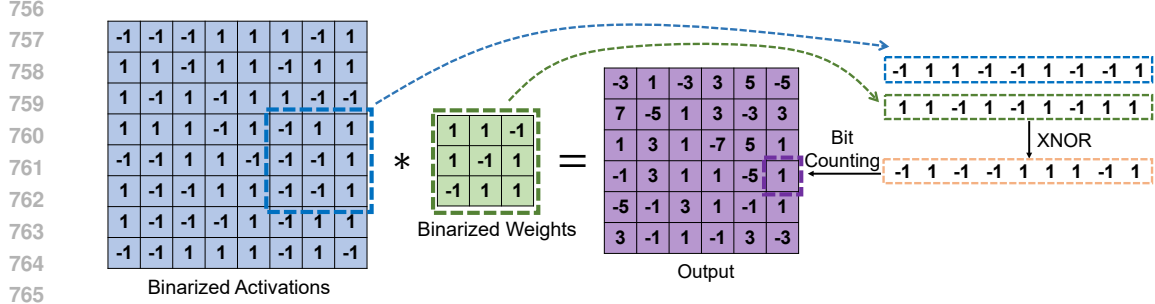 756
757
758
759
760
761
762
763
764
765
-1 -1 -1 1 1 1 -1 1
1 1 -1 1 1 -1 1 1
1 -1 1 -1 1 1 -1 -1
1 1 1 -1 1 -1 1 1
-1 -1 1 1 -1 -1 -1 1
-1 1 1 -1 1 -1 -1 1
1 -1 -1 -1 1 -1 1 1
-1 -1 1 1 1 -1 1 -1
Binarized Activations
*
1 1 -1
1 -1 1
-1 1 1
Binarized Weights
=
-3 1 -3 3 5 -5
7 -5 1 3 -3 3
1 3 1 -7 5 1
-1 3 1 1 -5 1
-5 -1 3 1 -1 1
3 -1 1 -1 3 -3
Output
Bit
Counting
-1 1 1 -1 -1 1 -1 -1 1
1 1 -1 1 -1 1 -1 1 1
XNOR
-1 1 -1 -1 1 1 1 -1 1